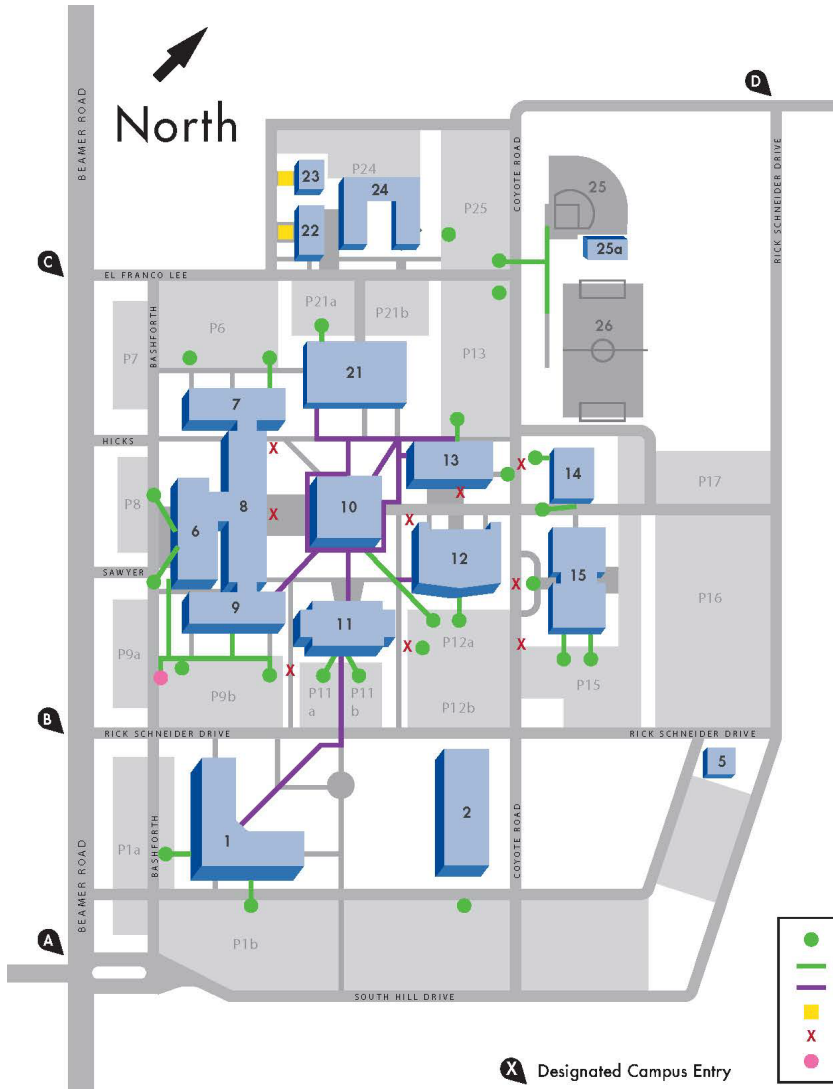 D
BEAMER ROAD
North
COYOTE ROAD
RICK SCHNEIDER DRIVE
23
P24
24
25
P25
22
25a
C
EL FRANCO LEE
BASHFORTH
P21a
P21b
P6
P7
26
P13
21
7
HICKS
X
13
X
14
P8
X
P17
6
8
X
10
X
12
SAWYER
15
X
9
P16
11
P9a
X
X
P12a
X
P9b
P11
a
P11
b
P15
P12b
B
RICK SCHNEIDER DRIVE
RICK SCHNEIDER DRIVE
5
2
1
P1a
BASHFORTH
COYOTE ROAD
BEAMER ROAD
A
P1b
SOUTH HILL DRIVE
X
X Designated Campus Entry